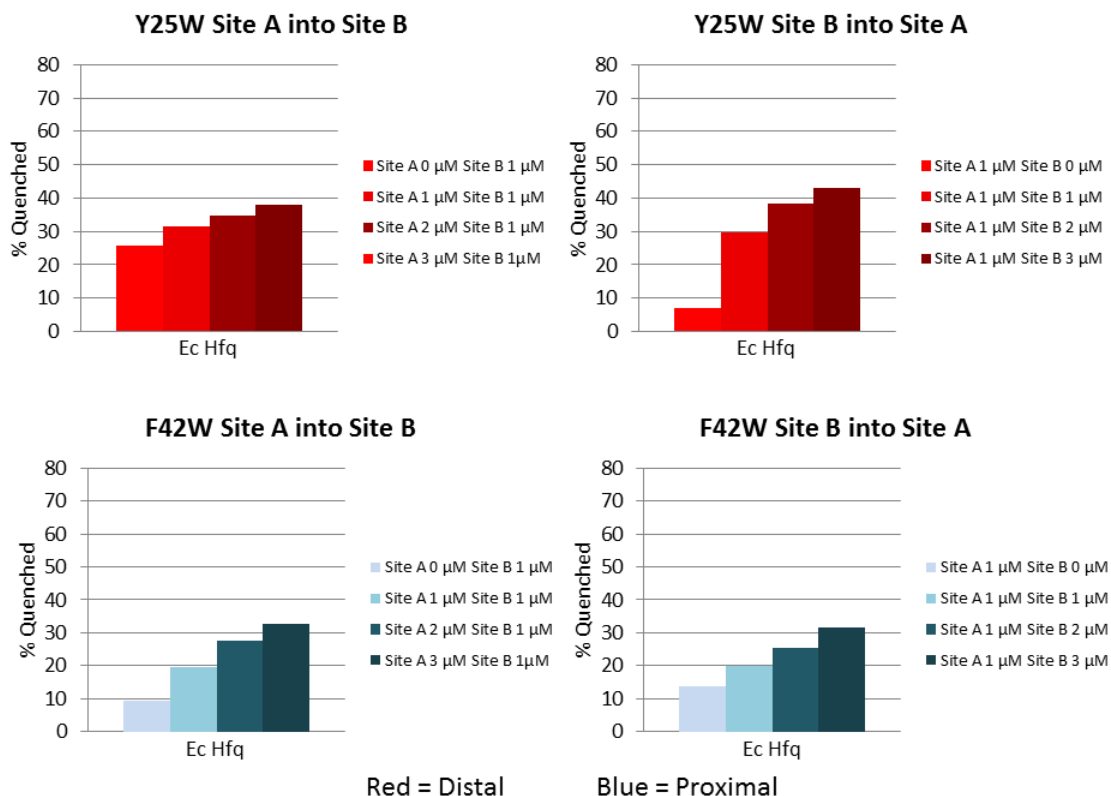 Y25W Site A into Site B
80
70
60
50
40
30
20
10
0
% Quenched
Ec Hfq
Site A 0 µM Site B 1 µM
Site A 1 µM Site B 1 µM
Site A 2 µM Site B 1 µM
Site A 3 µM Site B 1µM
Y25W Site B into Site A
80
70
60
50
40
30
20
10
0
% Quenched
Ec Hfq
Site A 1 µM Site B 0 µM
Site A 1 µM Site B 1 µM
Site A 1 µM Site B 2 µM
Site A 1 µM Site B 3 µM
F42W Site A into Site B
80
70
60
50
40
30
20
10
0
% Quenched
Ec Hfq
Site A 0 µM Site B 1 µM
Site A 1 µM Site B 1 µM
Site A 2 µM Site B 1 µM
Site A 3 µM Site B 1µM
F42W Site B into Site A
80
70
60
50
40
30
20
10
0
% Quenched
Ec Hfq
Site A 1 µM Site B 0 µM
Site A 1 µM Site B 1 µM
Site A 1 µM Site B 2 µM
Site A 1 µM Site B 3 µM
Red = Distal
Blue = Proximal